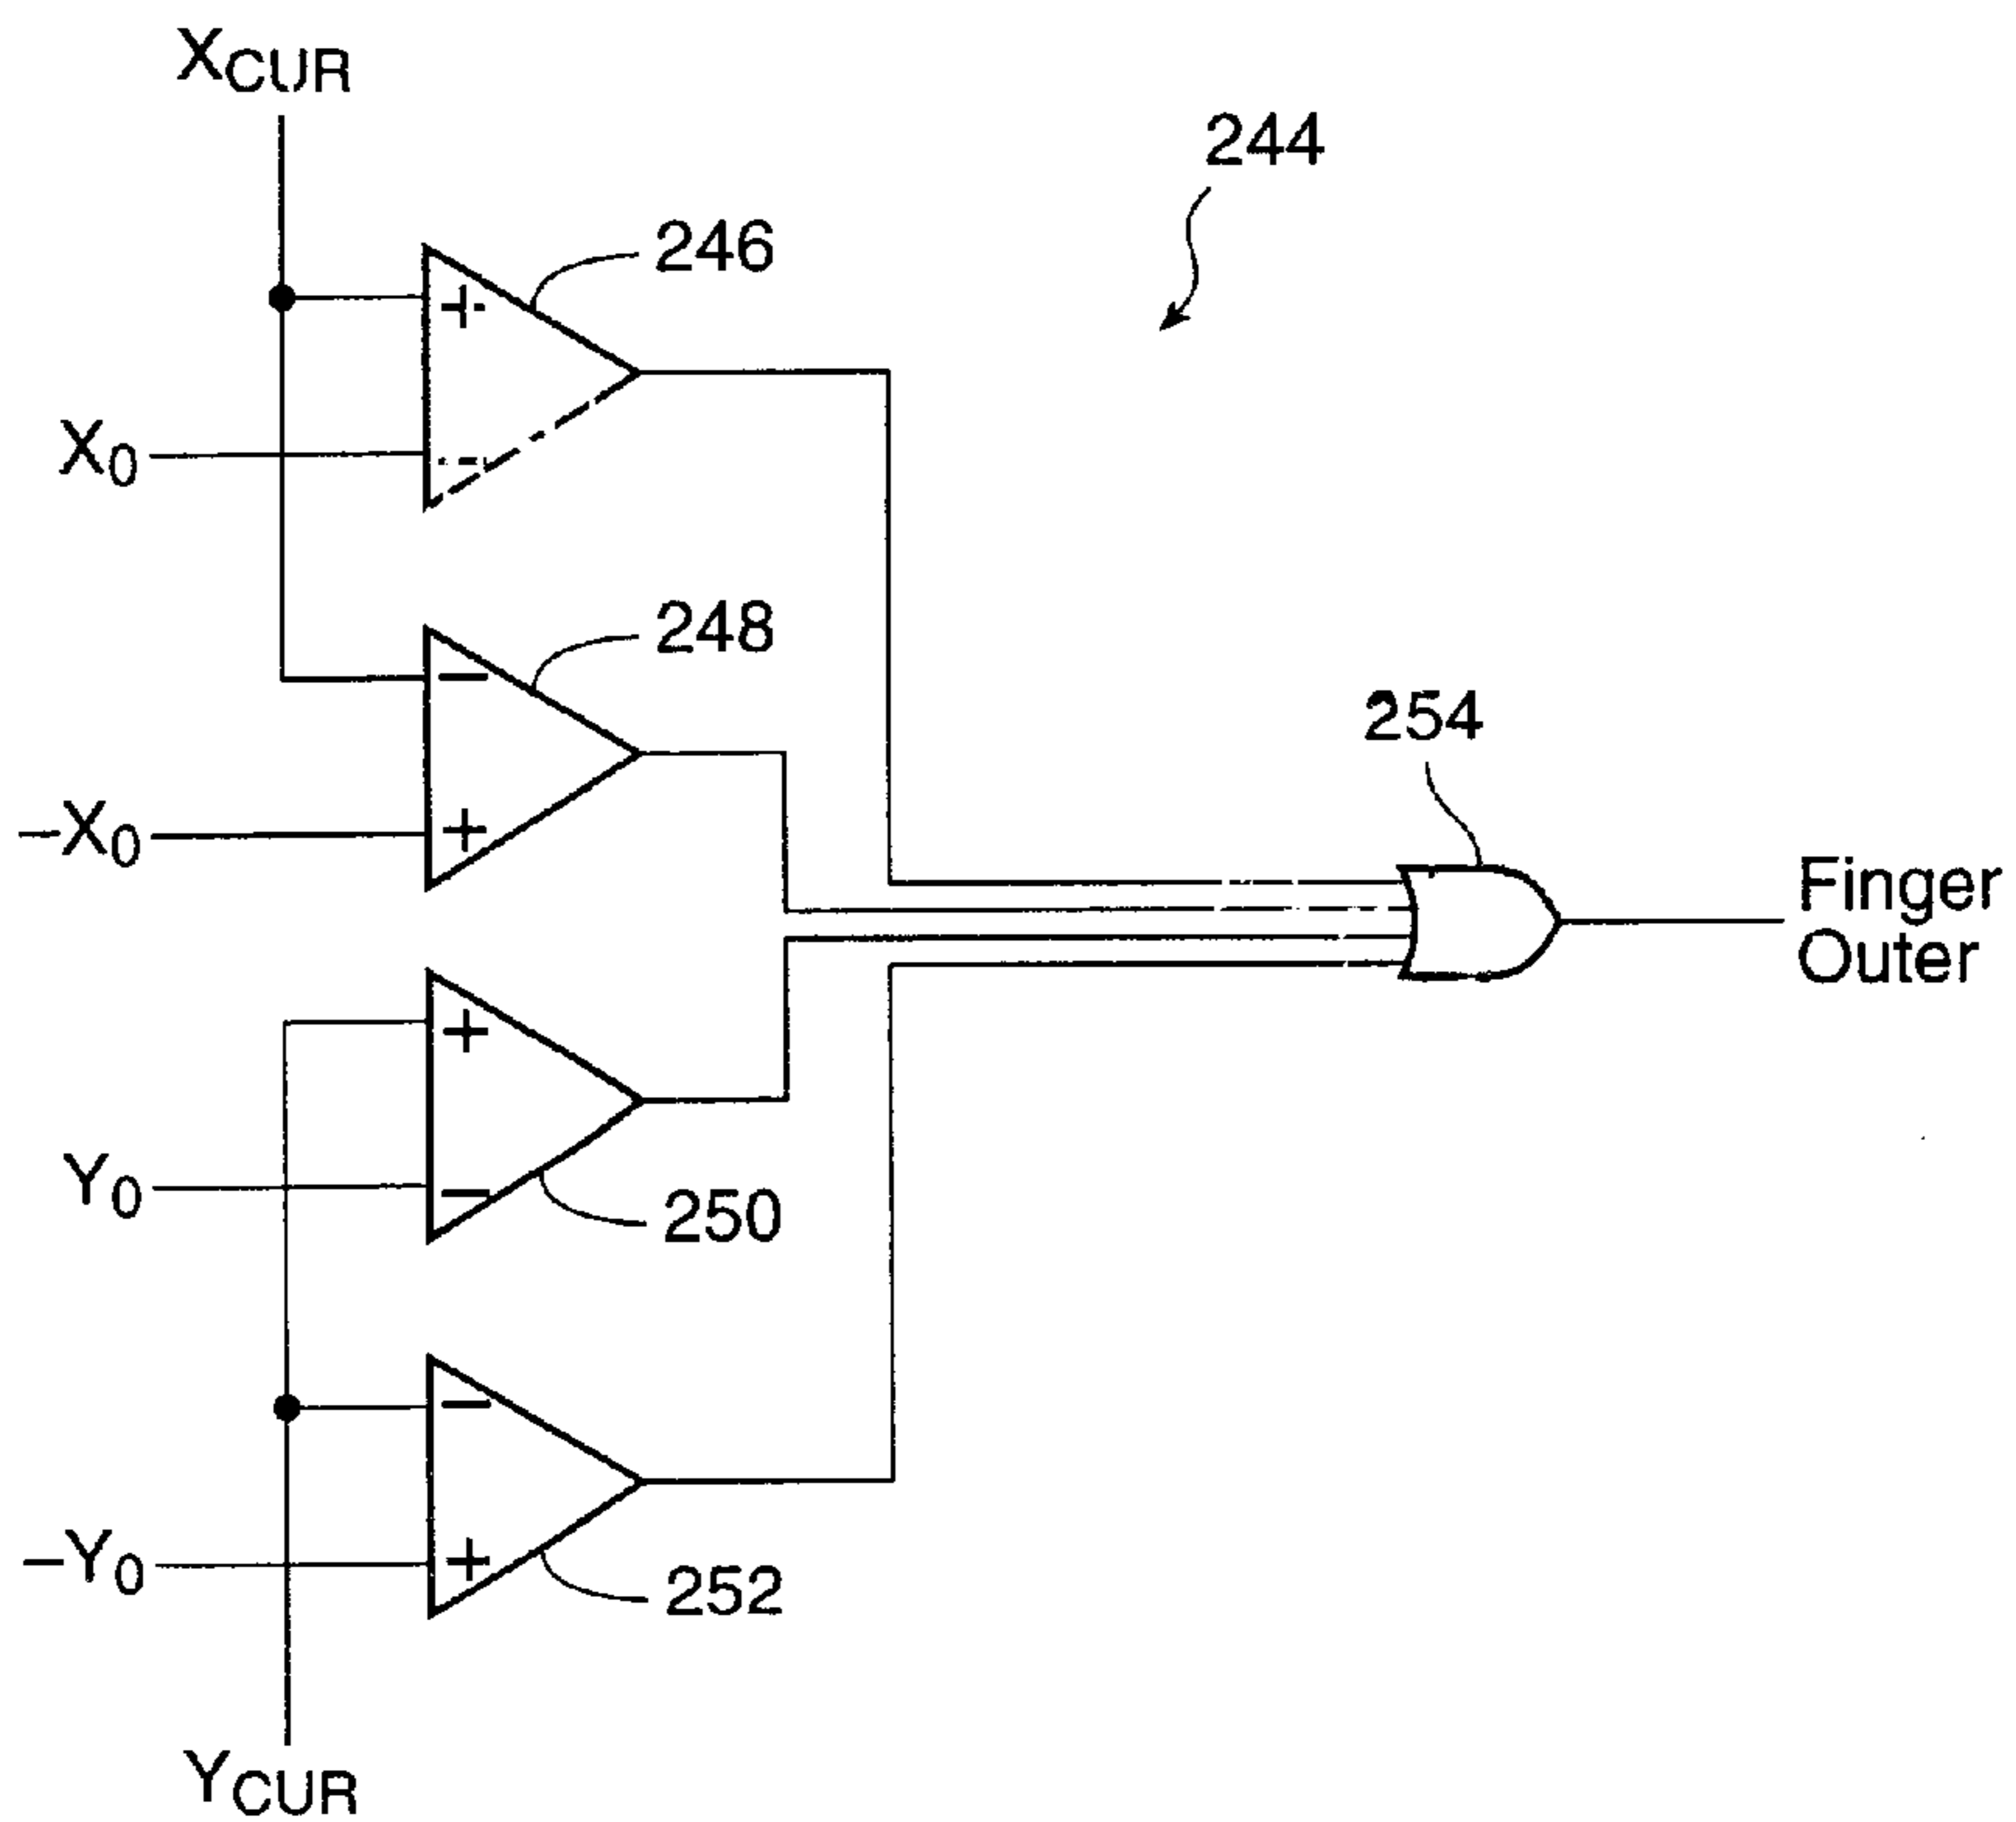 XCUR
244
246
+
X0
-
248
-
254
-X0
+
Finger
Outer
+
Y0
-
250
-
-Y0
+
252
YCUR